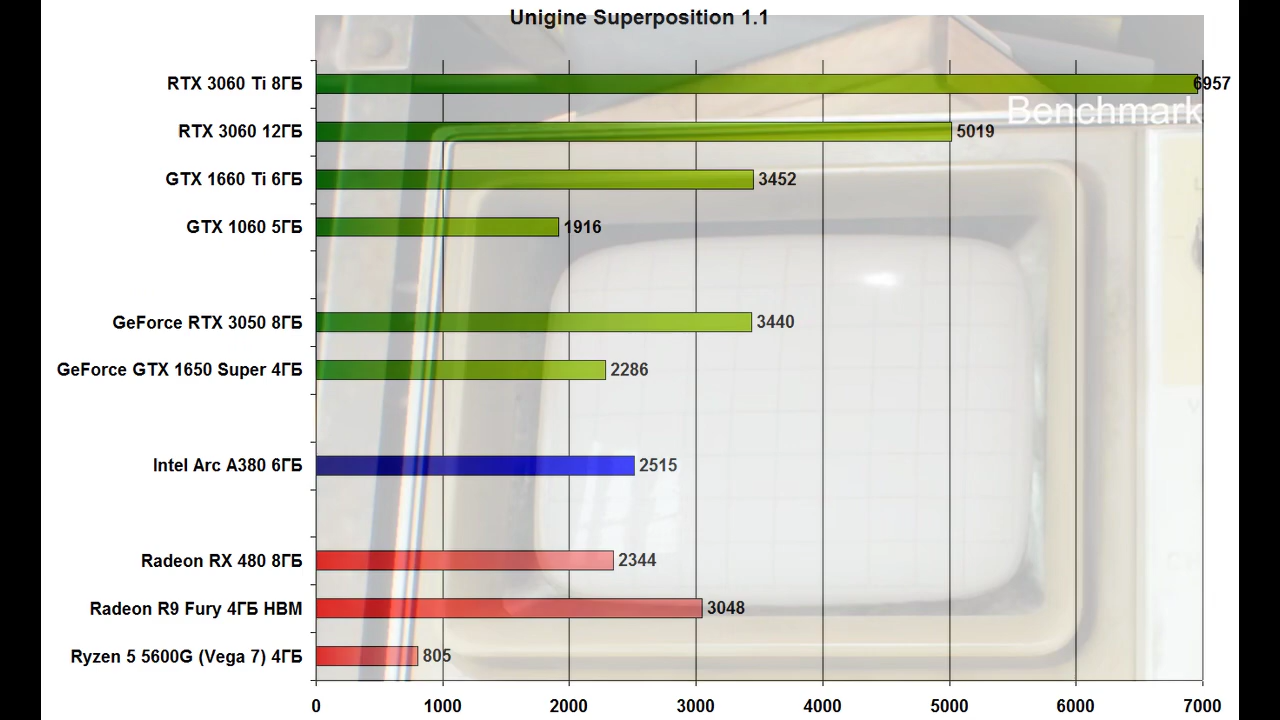 Unigine Superposition 1.1
RTX 3060 Ti 8ГБ 6957
Benchmark
RTX 3060 12ГБ 5019
GTX 1660 Ti 6ГБ 3452
GTX 1060 5ГБ 1916
GeForce RTX 3050 8ГБ 3440
GeForce GTX 1650 Super 4ГБ 2286
Intel Arc A380 6ГБ 2515
Radeon RX 480 8ГБ 2344
Radeon R9 Fury 4ГБ HBM 3048
Ryzen 5 5600G (Vega 7) 4ГБ 805
0 1000 2000 3000 4000 5000 6000 7000